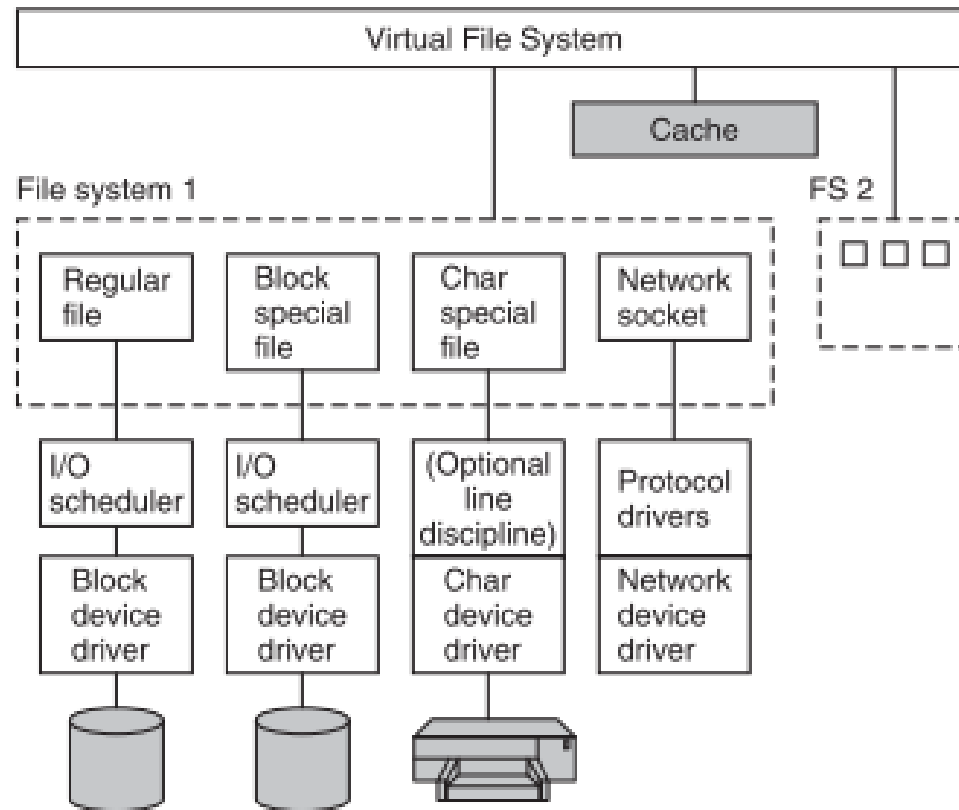 Virtual File System
Cache
File system 1
FS 2
Regular
file
Block
special
file
Char
special
file
Network
socket
I/O
scheduler
I/O
scheduler
(Optional
line
discipline)
Protocol
drivers
Block
device
driver
Block
device
driver
Char
device
driver
Network
device
driver